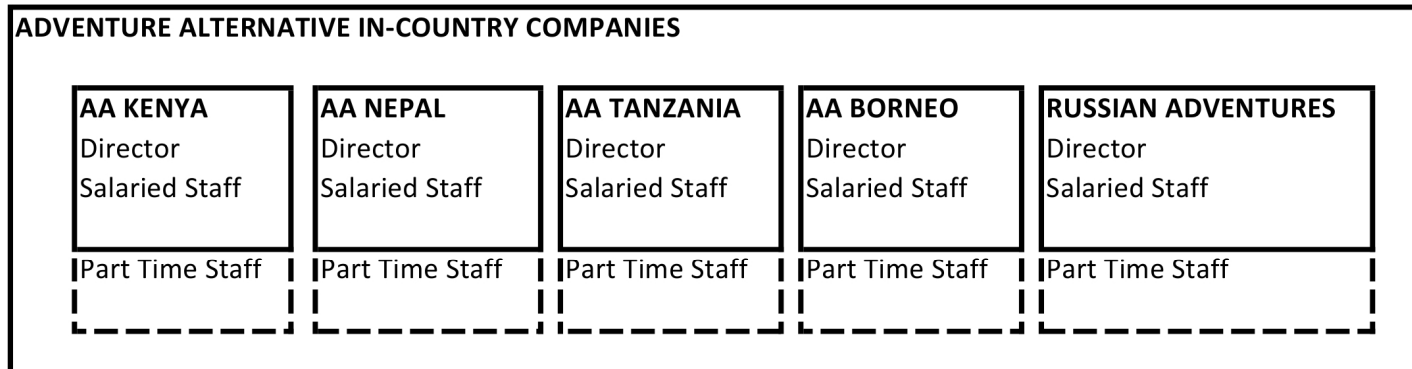 ADVENTURE ALTERNATIVE IN-COUNTRY COMPANIES
AA KENYA
Director
Salaried Staff
Part Time Staff
AA NEPAL
Director
Salaried Staff
Part Time Staff
AA TANZANIA
Director
Salaried Staff
Part Time Staff
AA BORNEO
Director
Salaried Staff
Part Time Staff
RUSSIAN ADVENTURES
Director
Salaried Staff
Part Time Staff